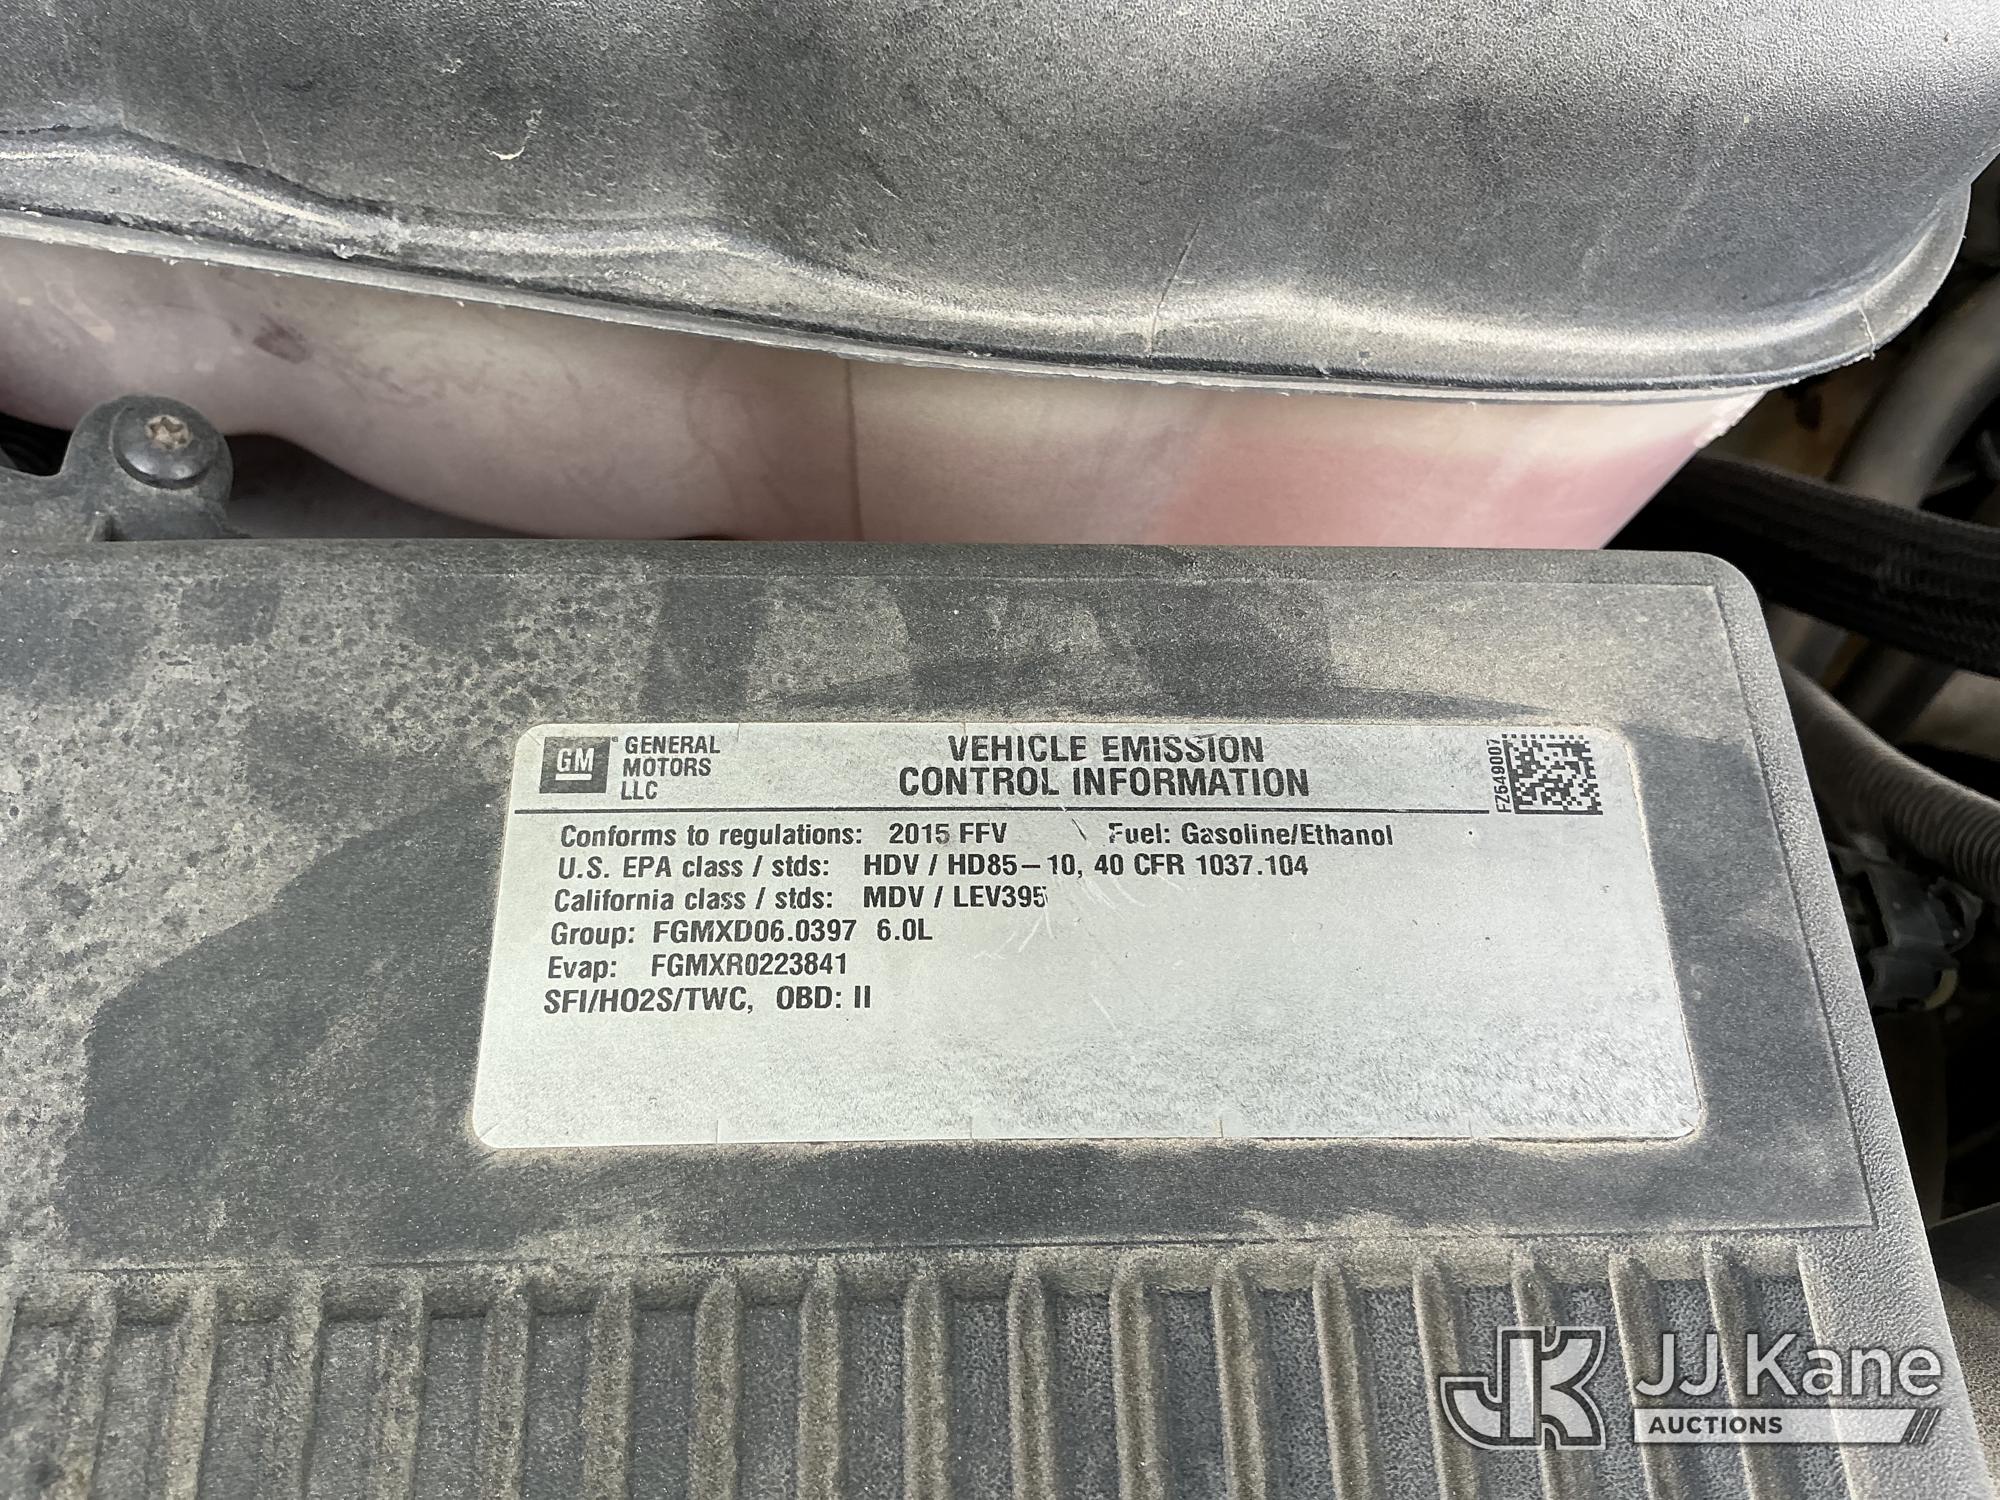 GM GENERAL
MOTORS
LLC
VEHICLE EMISSION
CONTROL INFORMATION
FZ649007
Conforms to regulations: 2015 FFV Fuel: Gasoline/Ethanol
U.S. EPA class / stds: HDV / HD85-10, 40 CFR 1037.104
California class / stds: MDV / LEV395
Group: FGMXD06.0397 6.0L
Evap: FGMXR0223841
SFI/HO2S/TWC, OBD: II
JK JJ Kane
AUCTIONS